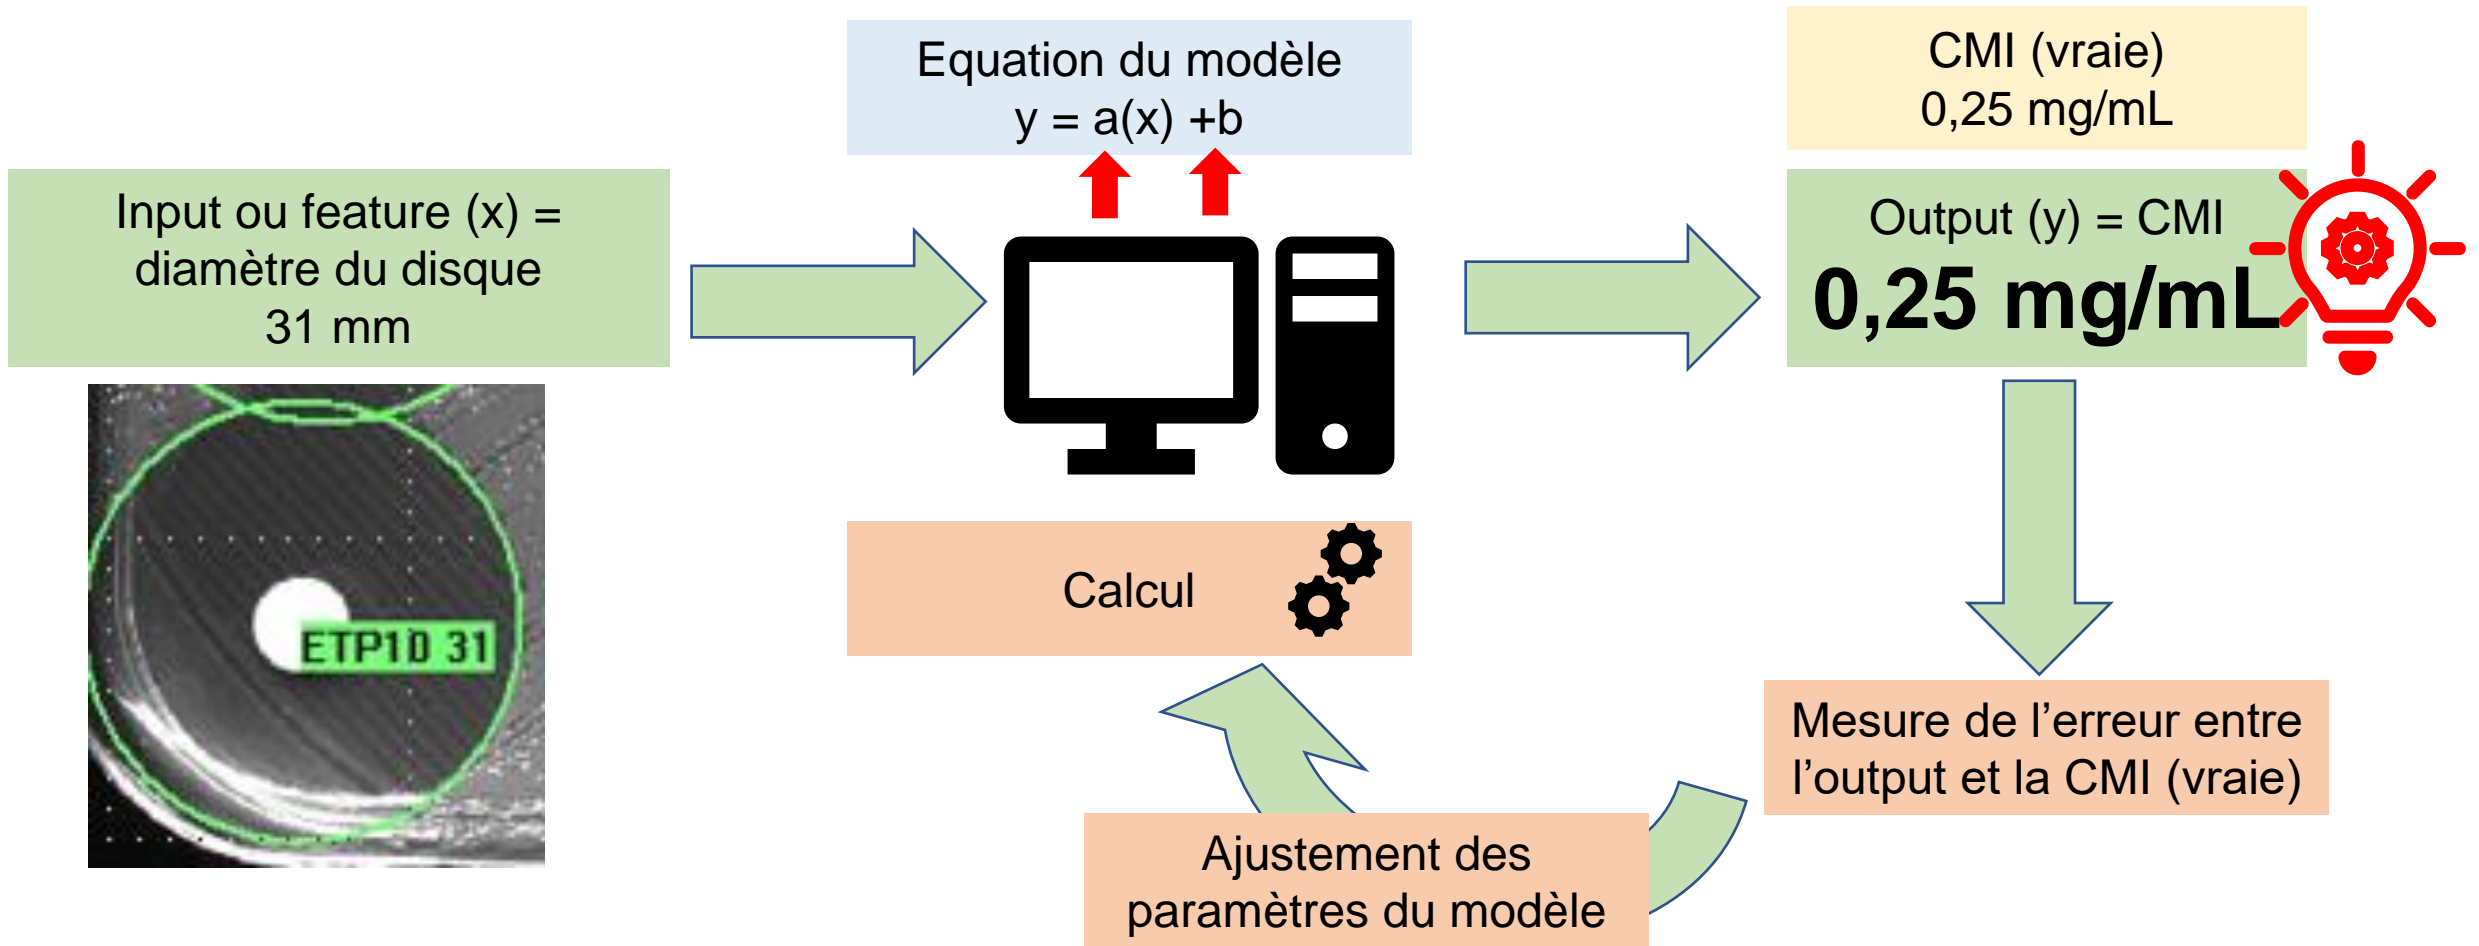 Equation du modèle
y = a(x) +b
CMI (vraie)
0,25 mg/mL
Input ou feature (x) =
diamètre du disque
31 mm
Output (y) = CMI
0,25 mg/mL
ETP10 31
Calcul
Mesure de l’erreur entre
l’output et la CMI (vraie)
Ajustement des
paramètres du modèle